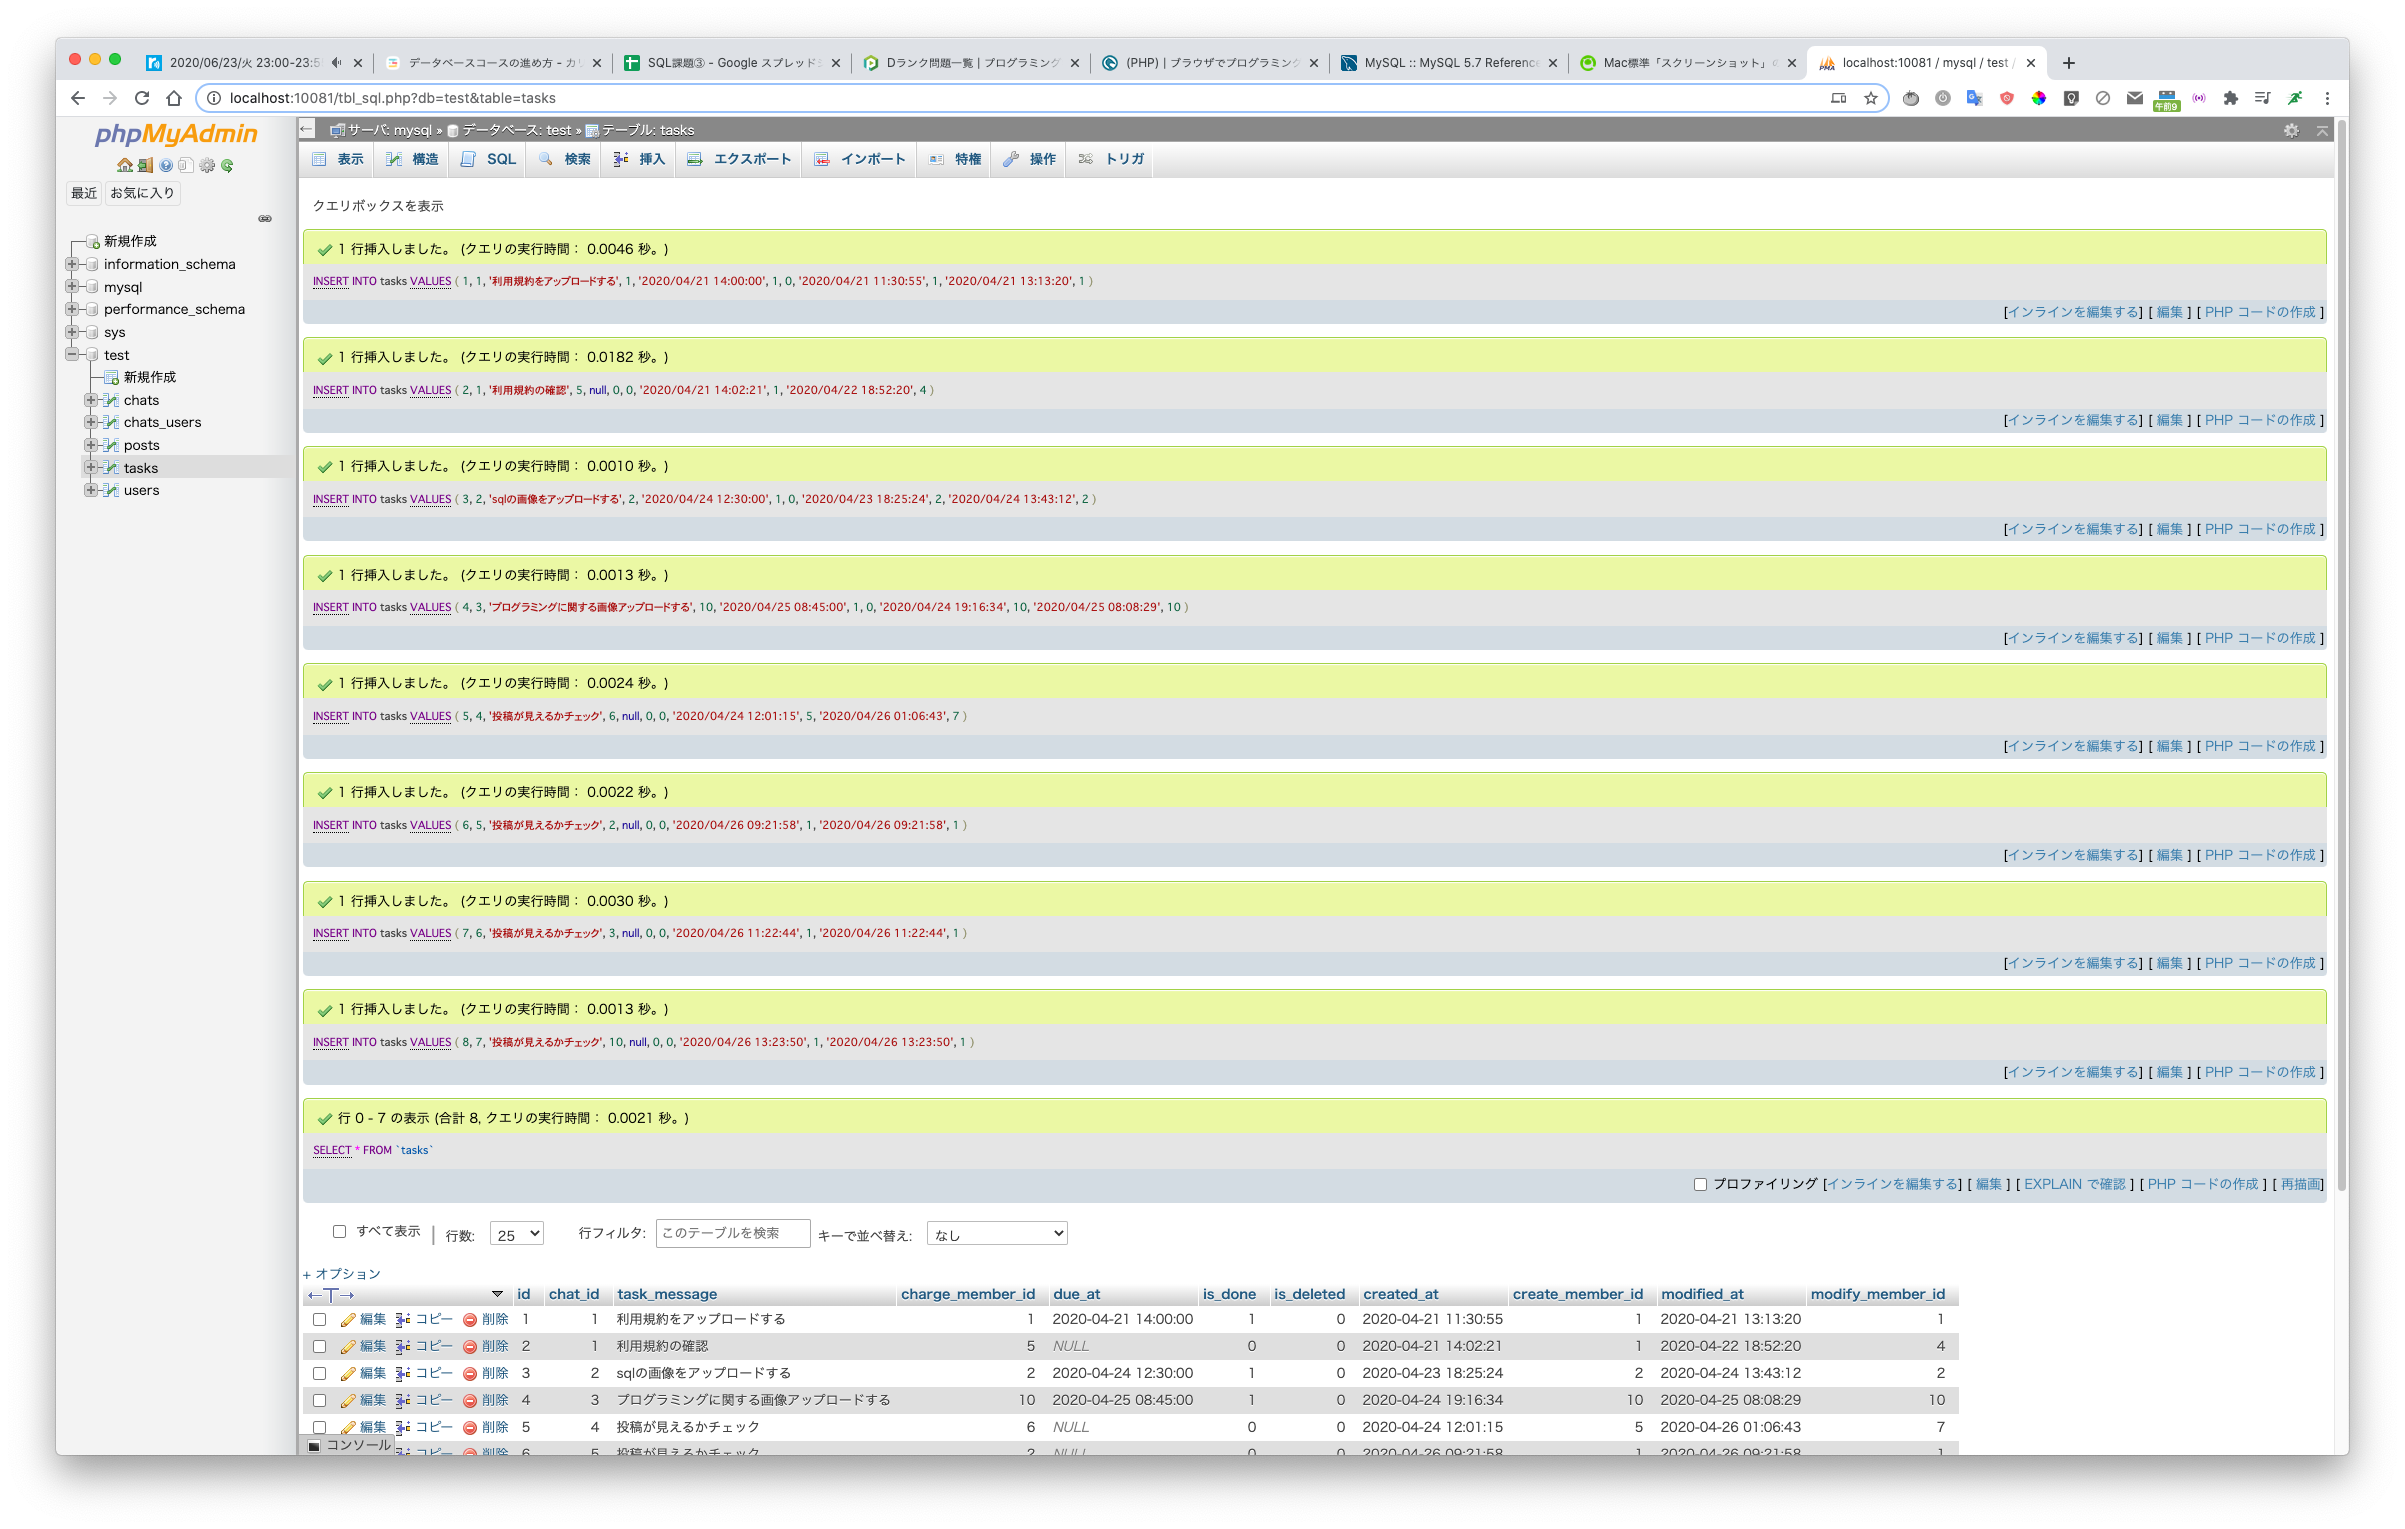 2020/06/23/火 23:00-23:5
データベースコースの進め方 - カ
SQL課題③ - Google スプレッド
Dランク問題一覧 | プログラミング
(PHP) | ブラウザでプログラミン
MySQL :: MySQL 5.7 Reference
Mac標準「スクリーンショット」
localhost:10081 / mysql / test /
localhost:10081/tbl_sql.php?db=test&table=tasks
午前9
phpMyAdmin
最近 お気に入り
新規作成
information_schema
mysql
performance_schema
sys
test
新規作成
chats
chats_users
posts
tasks
users
サーバ: mysql » データベース: test » テーブル: tasks
表示 構造 SQL 検索 挿入 エクスポート インポート 特権 操作 トリガ
クエリボックスを表示
1 行挿入しました。 (クエリの実行時間： 0.0046 秒。)
INSERT INTO tasks VALUES ( 1, 1, '利用規約をアップロードする', 1, '2020/04/21 14:00:00', 1, 0, '2020/04/21 11:30:55', 1, '2020/04/21 13:13:20', 1 )
[インラインを編集する] [ 編集 ] [ PHP コードの作成 ]
1 行挿入しました。 (クエリの実行時間： 0.0182 秒。)
INSERT INTO tasks VALUES ( 2, 1, '利用規約の確認', 5, null, 0, 0, '2020/04/21 14:02:21', 1, '2020/04/22 18:52:20', 4 )
[インラインを編集する] [ 編集 ] [ PHP コードの作成 ]
1 行挿入しました。 (クエリの実行時間： 0.0010 秒。)
INSERT INTO tasks VALUES ( 3, 2, 'sqlの画像をアップロードする', 2, '2020/04/24 12:30:00', 1, 0, '2020/04/23 18:25:24', 2, '2020/04/24 13:43:12', 2 )
[インラインを編集する] [ 編集 ] [ PHP コードの作成 ]
1 行挿入しました。 (クエリの実行時間： 0.0013 秒。)
INSERT INTO tasks VALUES ( 4, 3, 'プログラミングに関する画像アップロードする', 10, '2020/04/25 08:45:00', 1, 0, '2020/04/24 19:16:34', 10, '2020/04/25 08:08:29', 10 )
[インラインを編集する] [ 編集 ] [ PHP コードの作成 ]
1 行挿入しました。 (クエリの実行時間： 0.0024 秒。)
INSERT INTO tasks VALUES ( 5, 4, '投稿が見えるかチェック', 6, null, 0, 0, '2020/04/24 12:01:15', 5, '2020/04/26 01:06:43', 7 )
[インラインを編集する] [ 編集 ] [ PHP コードの作成 ]
1 行挿入しました。 (クエリの実行時間： 0.0022 秒。)
INSERT INTO tasks VALUES ( 6, 5, '投稿が見えるかチェック', 2, null, 0, 0, '2020/04/26 09:21:58', 1, '2020/04/26 09:21:58', 1 )
[インラインを編集する] [ 編集 ] [ PHP コードの作成 ]
1 行挿入しました。 (クエリの実行時間： 0.0030 秒。)
INSERT INTO tasks VALUES ( 7, 6, '投稿が見えるかチェック', 3, null, 0, 0, '2020/04/26 11:22:44', 1, '2020/04/26 11:22:44', 1 )
[インラインを編集する] [ 編集 ] [ PHP コードの作成 ]
1 行挿入しました。 (クエリの実行時間： 0.0013 秒。)
INSERT INTO tasks VALUES ( 8, 7, '投稿が見えるかチェック', 10, null, 0, 0, '2020/04/26 13:23:50', 1, '2020/04/26 13:23:50', 1 )
[インラインを編集する] [ 編集 ] [ PHP コードの作成 ]
行 0 - 7 の表示 (合計 8, クエリの実行時間： 0.0021 秒。)
SELECT * FROM `tasks`
プロファイリング [インラインを編集する] [ 編集 ] [ EXPLAIN で確認 ] [ PHP コードの作成 ] [ 再描画]
すべて表示 | 行数: 25 行フィルタ: このテーブルを検索 キーで並べ替え: なし
+ オプション
←T→ id chat_id task_message charge_member_id due_at is_done is_deleted created_at create_member_id modified_at modify_member_id
編集 コピー 削除 1 1 利用規約をアップロードする 1 2020-04-21 14:00:00 1 0 2020-04-21 11:30:55 1 2020-04-21 13:13:20 1
編集 コピー 削除 2 1 利用規約の確認 5 NULL 0 0 2020-04-21 14:02:21 1 2020-04-22 18:52:20 4
編集 コピー 削除 3 2 sqlの画像をアップロードする 2 2020-04-24 12:30:00 1 0 2020-04-23 18:25:24 2 2020-04-24 13:43:12 2
編集 コピー 削除 4 3 プログラミングに関する画像アップロードする 10 2020-04-25 08:45:00 1 0 2020-04-24 19:16:34 10 2020-04-25 08:08:29 10
編集 コピー 削除 5 4 投稿が見えるかチェック 6 NULL 0 0 2020-04-24 12:01:15 5 2020-04-26 01:06:43 7
コピー 削除 6 5 投稿が見えるかチェック 2 NULL 0 0 2020-04-26 09:21:58 1 2020-04-26 09:21:58 1
コンソール